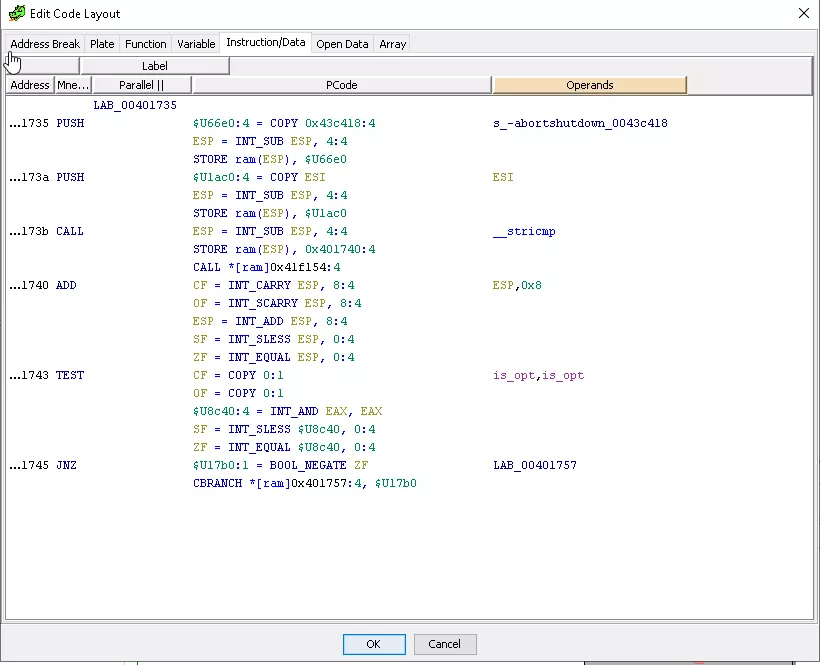 Edit Code Layout
Address Break Plate Function Variable Instruction/Data Open Data Array
Label
Address Mne... Parallel || PCode Operands
LAB_00401735
...1735 PUSH $U66e0:4 = COPY 0x43c418:4 s_-abortshutdown_0043c418
ESP = INT_SUB ESP, 4:4
STORE ram(ESP), $U66e0
...173a PUSH $U1ac0:4 = COPY ESI ESI
ESP = INT_SUB ESP, 4:4
STORE ram(ESP), $U1ac0
...173b CALL ESP = INT_SUB ESP, 4:4 __stricmp
STORE ram(ESP), 0x401740:4
CALL *[ram]0x41f154:4
...1740 ADD CF = INT_CARRY ESP, 8:4 ESP,0x8
OF = INT_SCARRY ESP, 8:4
ESP = INT_ADD ESP, 8:4
SF = INT_SLESS ESP, 0:4
ZF = INT_EQUAL ESP, 0:4
...1743 TEST CF = COPY 0:1 is_opt,is_opt
OF = COPY 0:1
$U8c40:4 = INT_AND EAX, EAX
SF = INT_SLESS $U8c40, 0:4
ZF = INT_EQUAL $U8c40, 0:4
...1745 JNZ $U17b0:1 = BOOL_NEGATE ZF LAB_00401757
CBRANCH *[ram]0x401757:4, $U17b0
OK Cancel